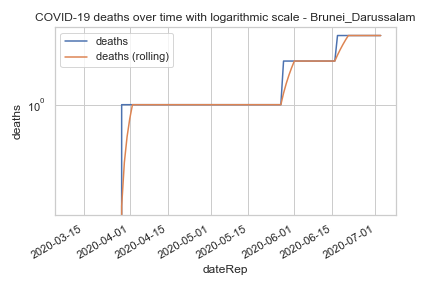 COVID-19 deaths over time with logarithmic scale - Brunei_Darussalam
deaths
deaths (rolling)
10⁰
deaths
2020-03-15
2020-04-01
2020-04-15
2020-05-01
2020-05-15
2020-06-01
2020-06-15
2020-07-01
dateRep